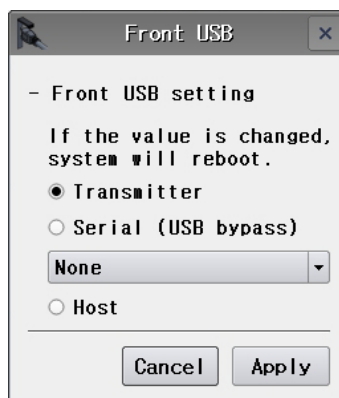 Front USB
- Front USB setting
If the value is changed,
system will reboot.
Transmitter
Serial (USB bypass)
None
Host
Cancel Apply